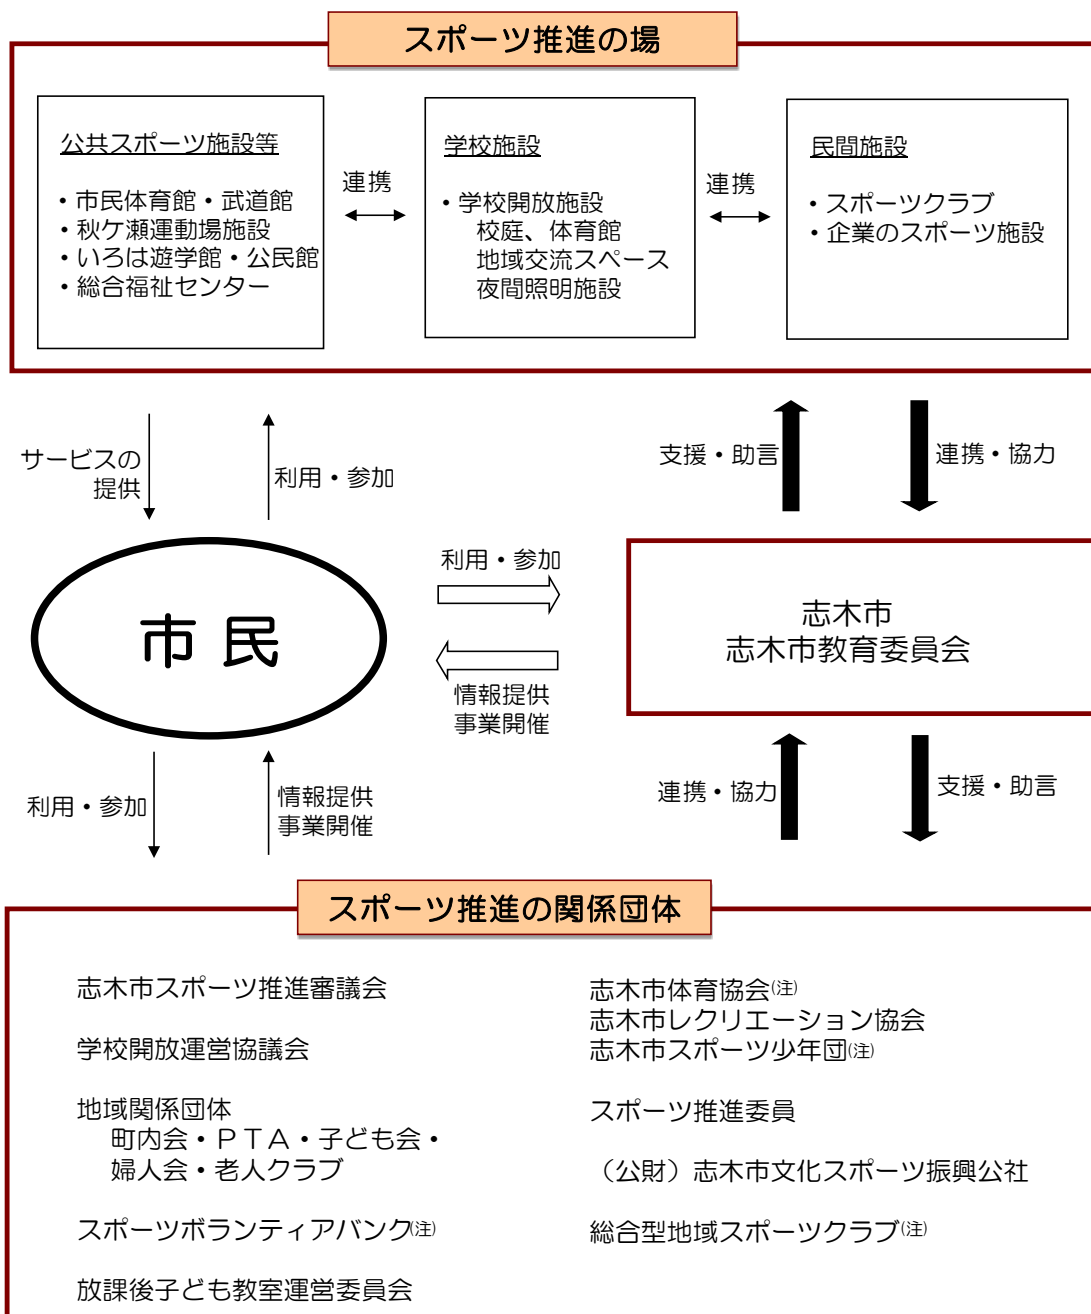 スポーツ推進の場
公共スポーツ施設等
・市民体育館・武道館
・秋ケ瀬運動場施設
・いろは遊学館・公民館
・総合福祉センター
連携
学校施設
・学校開放施設
校庭、体育館
地域交流スペース
夜間照明施設
連携
民間施設
・スポーツクラブ
・企業のスポーツ施設
サービスの
提供
利用・参加
支援・助言
連携・協力
市民
利用・参加
情報提供
事業開催
志木市
志木市教育委員会
利用・参加
情報提供
事業開催
連携・協力
支援・助言
スポーツ推進の関係団体
志木市スポーツ推進審議会
学校開放運営協議会
地域関係団体
町内会・ＰＴＡ・子ども会・
婦人会・老人クラブ
スポーツボランティアバンク(注)
放課後子ども教室運営委員会
志木市体育協会(注)
志木市レクリエーション協会
志木市スポーツ少年団(注)
スポーツ推進委員
（公財）志木市文化スポーツ振興公社
総合型地域スポーツクラブ(注)